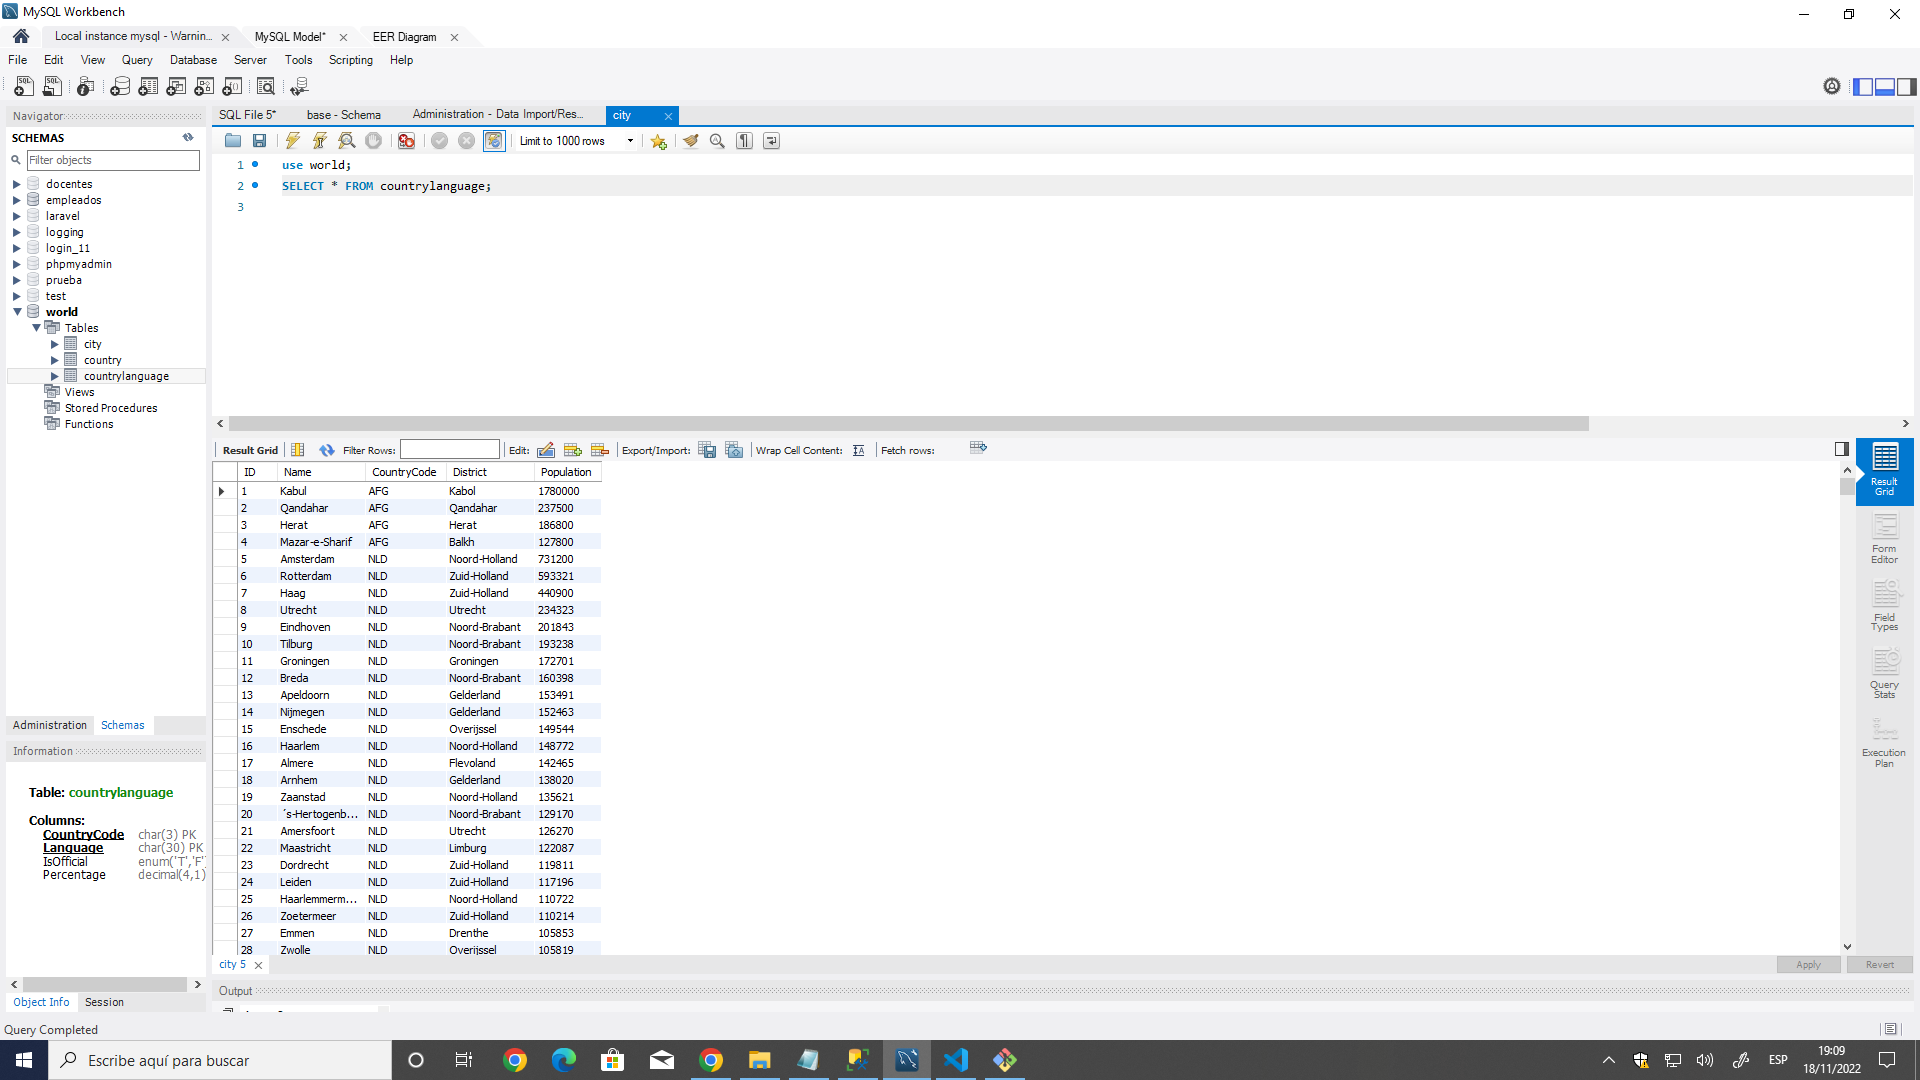 MySQL Workbench
Local instance mysql - Warnin...
MySQL Model*
EER Diagram
File Edit View Query Database Server Tools Scripting Help
Navigator
SCHEMAS
Filter objects
docentes
empleados
laravel
logging
login_11
phpmyadmin
prueba
test
world
Tables
city
country
countrylanguage
Views
Stored Procedures
Functions
Administration Schemas
Information
Table: countrylanguage
Columns:
CountryCode char(3) PK
Language char(30) PK
IsOfficial enum('T','F')
Percentage decimal(4,1)
Object Info Session
SQL File 5* base - Schema Administration - Data Import/Res... city
Limit to 1000 rows
1 use world;
2 SELECT * FROM countrylanguage;
3
Result Grid Filter Rows: Edit: Export/Import: Wrap Cell Content: Fetch rows:
ID Name CountryCode District Population
1 Kabul AFG Kabol 1780000
2 Qandahar AFG Qandahar 237500
3 Herat AFG Herat 186800
4 Mazar-e-Sharif AFG Balkh 127800
5 Amsterdam NLD Noord-Holland 731200
6 Rotterdam NLD Zuid-Holland 593321
7 Haag NLD Zuid-Holland 440900
8 Utrecht NLD Utrecht 234323
9 Eindhoven NLD Noord-Brabant 201843
10 Tilburg NLD Noord-Brabant 193238
11 Groningen NLD Groningen 172701
12 Breda NLD Noord-Brabant 160398
13 Apeldoorn NLD Gelderland 153491
14 Nijmegen NLD Gelderland 152463
15 Enschede NLD Overijssel 149544
16 Haarlem NLD Noord-Holland 148772
17 Almere NLD Flevoland 142465
18 Arnhem NLD Gelderland 138020
19 Zaanstad NLD Noord-Holland 135621
20 ´s-Hertogenb... NLD Noord-Brabant 129170
21 Amersfoort NLD Utrecht 126270
22 Maastricht NLD Limburg 122087
23 Dordrecht NLD Zuid-Holland 119811
24 Leiden NLD Zuid-Holland 117196
25 Haarlemmerm... NLD Noord-Holland 110722
26 Zoetermeer NLD Zuid-Holland 110214
27 Emmen NLD Drenthe 105853
28 Zwolle NLD Overijssel 105819
Result
Grid
Form
Editor
Field
Types
Query
Stats
Execution
Plan
city 5
Apply Revert
Output
Query Completed
Escribe aquí para buscar
ESP
19:09
18/11/2022